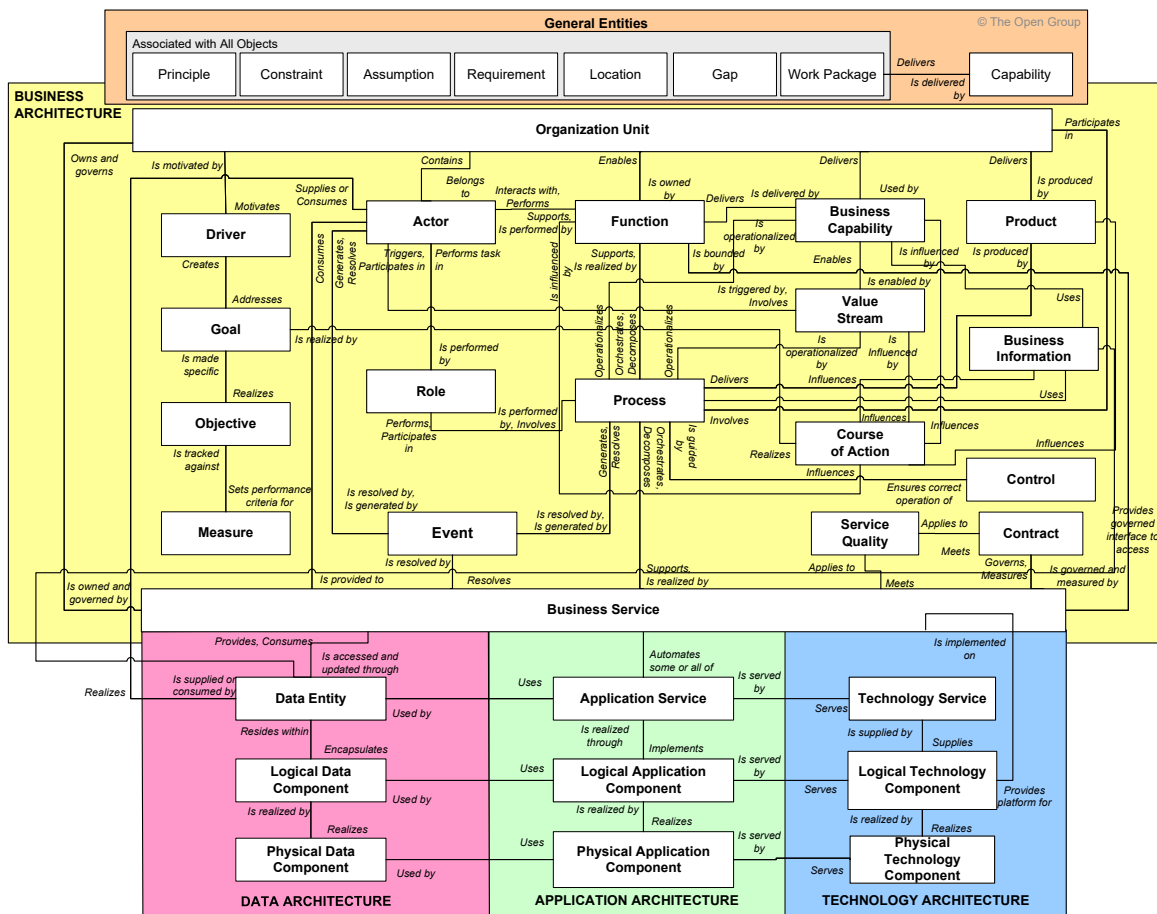 General Entities
© The Open Group
Associated with All Objects
Principle
Constraint
Assumption
Requirement
Location
Gap
Work Package
Delivers
Is delivered
by
Capability
BUSINESS
ARCHITECTURE
Organization Unit
Participates
in
Owns and
governs
Is motivated by
Contains
Enables
Delivers
Delivers
Supplies or
Consumes
Belongs
to
Interacts with,
Performs
Is owned
by
Is delivered by
Used by
Is produced
by
Motivates
Driver
Actor
Supports,
Is performed by
Function
Delivers
Business
Capability
Product
Is
operationalized
by
Creates
Consumes
Generates,
Resolves
Triggers,
Participates in
Performs task
in
Is influenced
by
Supports,
Is realized by
Is bounded
by
Enables
Is influenced
by
Is produced
by
Addresses
Is triggered by,
Involves
Is enabled by
Uses
Goal
Is realized by
Value
Stream
Operationalizes
Orchestrates,
Decomposes
Operationalizes
Is
operationalized by
Is
Influenced by
Business
Information
Is made
specific
Is performed
by
Realizes
Role
Process
Delivers
Influences
Uses
Objective
Performs,
Participates
in
Is performed
by, Involves
Involves
Influences
Influences
Is tracked
against
Generates,
Resolves
Orchestrates,
Decomposes
Is guided
by
Realizes
Course
of Action
Influences
Influences
Control
Sets performance
criteria for
Is resolved by,
Is generated by
Ensures correct
operation of
Measure
Event
Is resolved by,
Is generated by
Service
Quality
Applies to
Contract
Provides
governed
interface to
access
Meets
Is resolved by
Is owned and
governed by
Is provided to
Resolves
Supports,
Is realized by
Applies to
Meets
Governs,
Measures
Is governed and
measured by
Business Service
Provides, Consumes
Is accessed and
updated through
Automates
some or all of
Is implemented
on
Realizes
Is supplied or
consumed by
Data Entity
Used by
Uses
Application Service
Is served
by
Serves
Technology Service
Resides within
Is realized
through
Is supplied by
Encapsulates
Implements
Supplies
Logical Data
Component
Used by
Uses
Logical Application
Component
Is served
by
Serves
Logical Technology
Component
Provides
platform for
Is realized by
Is realized by
Is realized by
Realizes
Realizes
Realizes
Physical Data
Component
Used by
Uses
Physical Application
Component
Is served
by
Serves
Physical
Technology
Component
DATA ARCHITECTURE
APPLICATION ARCHITECTURE
TECHNOLOGY ARCHITECTURE